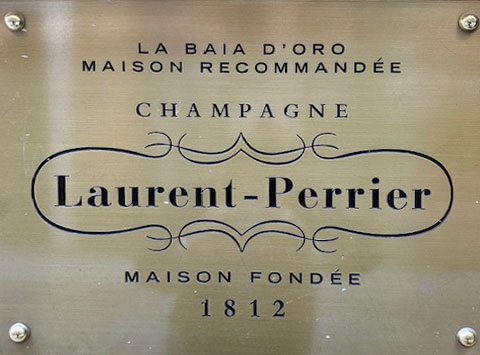 LA BAIA D'ORO
MAISON RECOMMANDÉE
CHAMPAGNE
Laurent-Perrier
MAISON FONDÉE
1812